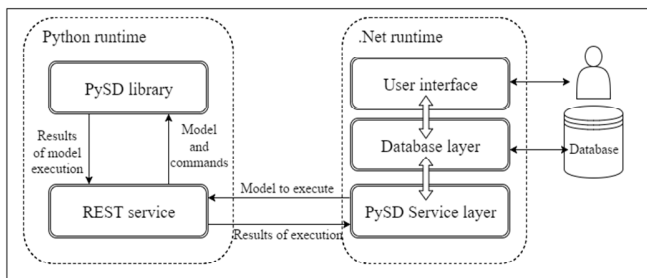 Python runtime
.Net runtime
PySD library
User interface
Results
of model
execution
Model
and
commands
Database layer
Database
REST service
Model to execute
Results of execution
PySD Service layer